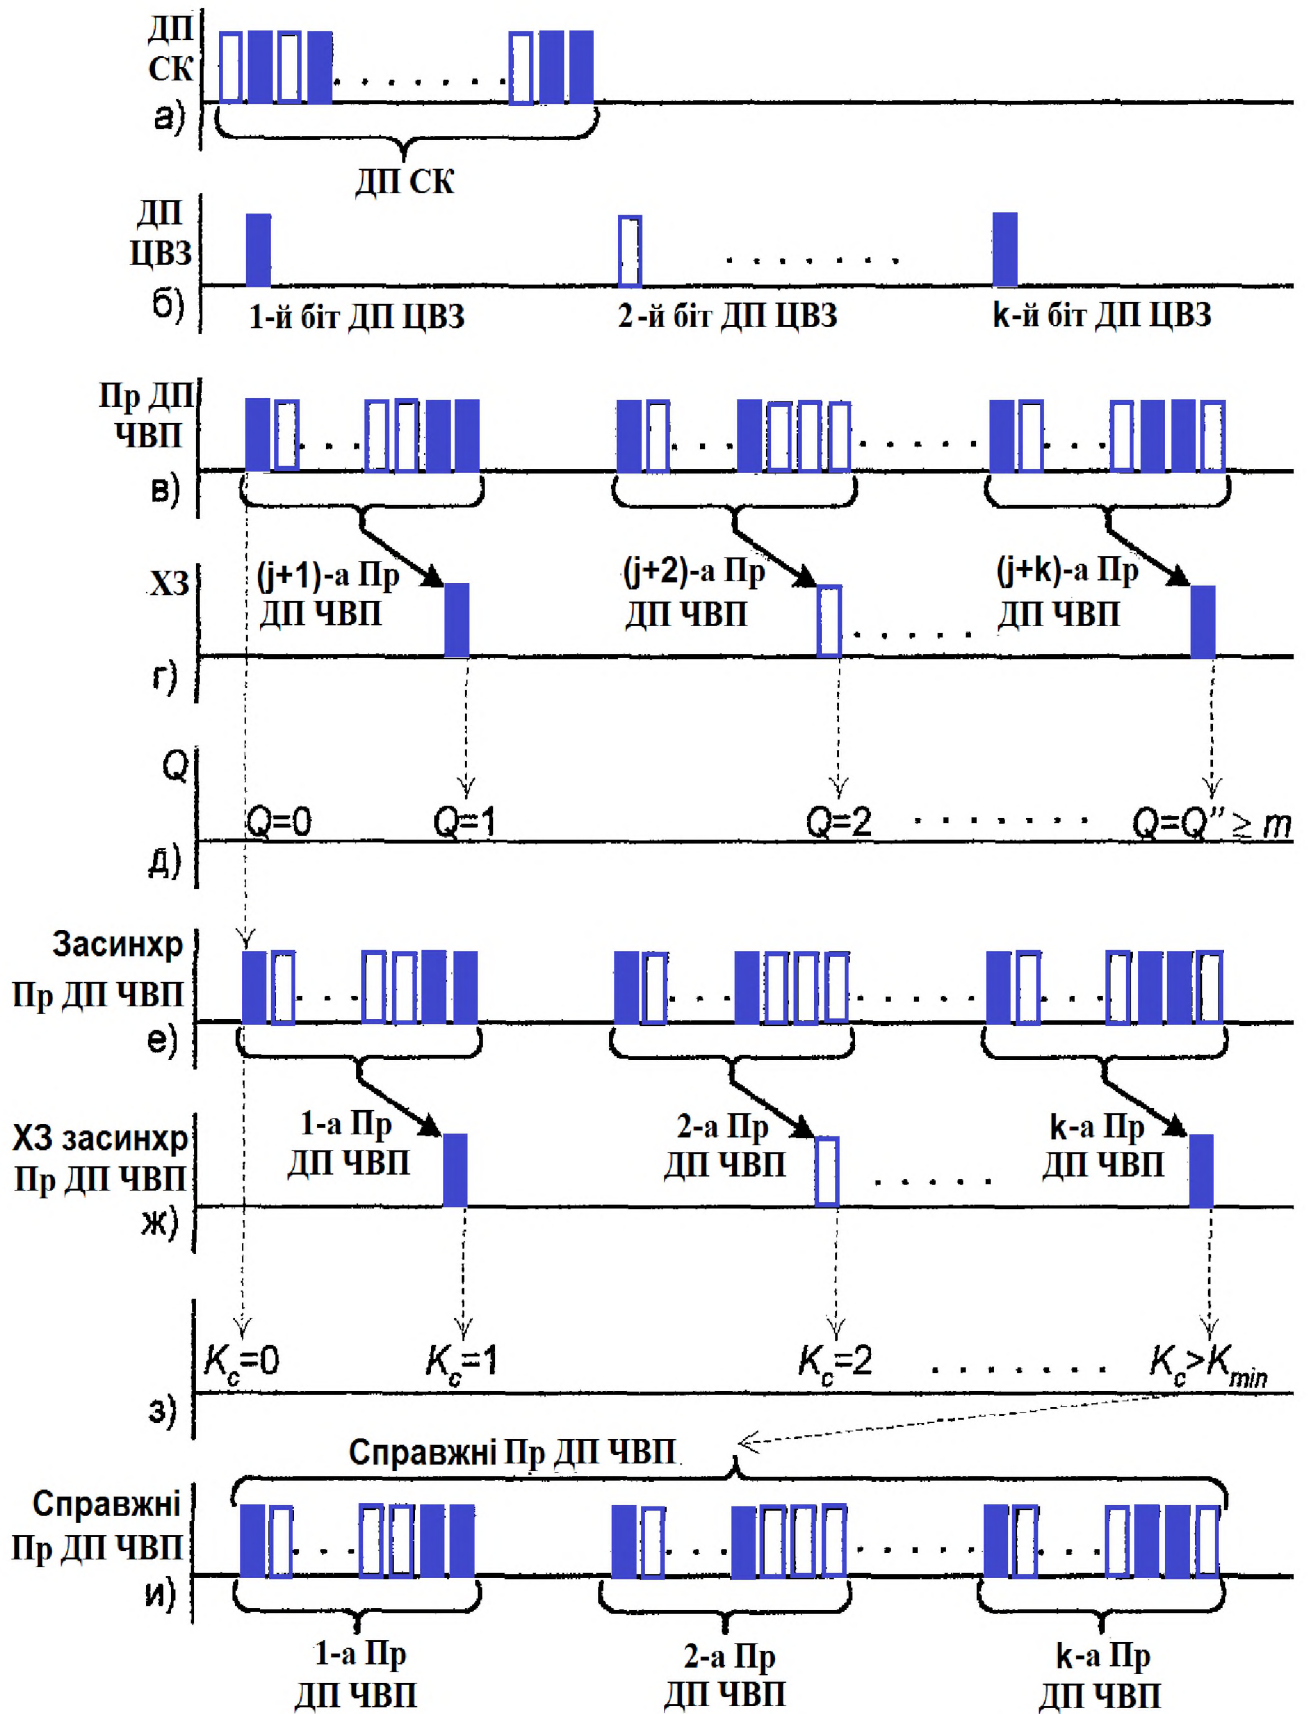 ДП
СК
а)
ДП СК
ДП
ЦВЗ
б)
1-й біт ДП ЦВЗ
2-й біт ДП ЦВЗ
k-й біт ДП ЦВЗ
Пр ДП
ЧВП
в)
ХЗ
(j+1)-а Пр
ДП ЧВП
(j+2)-а Пр
ДП ЧВП
(j+k)-а Пр
ДП ЧВП
г)
Q
Q=0
Q=1
Q=2
Q=Q" ≥ m
д)
Засинхр
Пр ДП ЧВП
е)
ХЗ засинхр
Пр ДП ЧВП
1-а Пр
ДП ЧВП
2-а Пр
ДП ЧВП
k-а Пр
ДП ЧВП
ж)
Kc=0
Kc=1
Kc=2
Kc>Kmin
з)
Справжні Пр ДП ЧВП
Справжні
Пр ДП ЧВП
и)
1-а Пр
ДП ЧВП
2-а Пр
ДП ЧВП
k-а Пр
ДП ЧВП